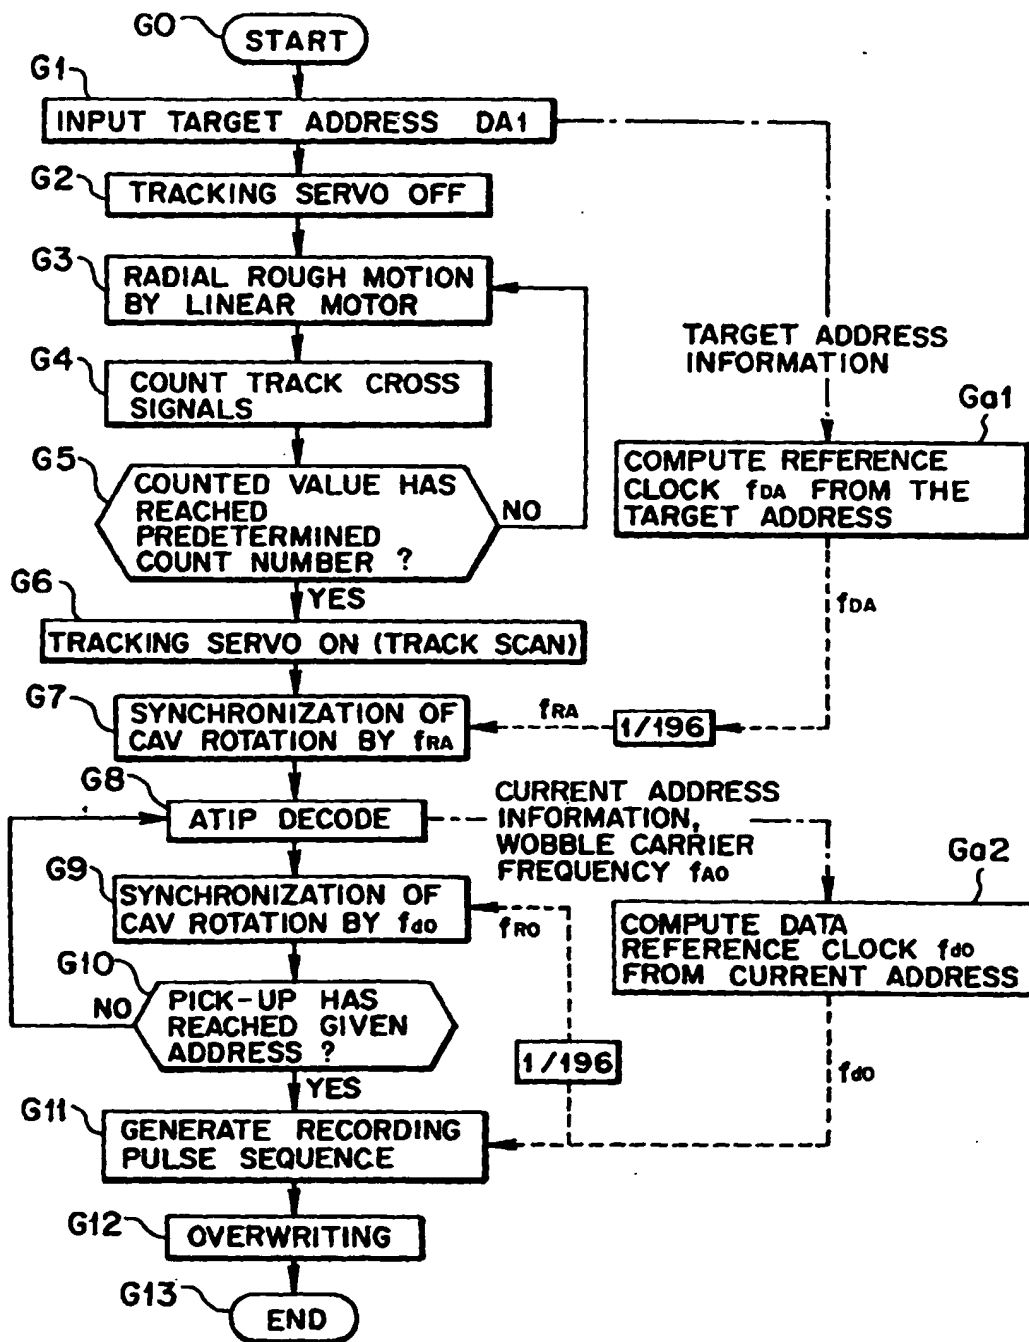 G0
START
G1
INPUT TARGET ADDRESS DA1
G2
TRACKING SERVO OFF
G3
RADIAL ROUGH MOTION
BY LINEAR MOTOR
TARGET ADDRESS
INFORMATION
G4
COUNT TRACK CROSS
SIGNALS
Ga1
COMPUTE REFERENCE
CLOCK fDA FROM THE
TARGET ADDRESS
G5
COUNTED VALUE HAS
REACHED
PREDETERMINED
COUNT NUMBER ?
NO
YES
fDA
G6
TRACKING SERVO ON (TRACK SCAN)
G7
SYNCHRONIZATION OF
CAV ROTATION BY fRA
fRA
1/196
G8
ATIP DECODE
CURRENT ADDRESS
INFORMATION,
WOBBLE CARRIER
FREQUENCY fAO
Ga2
COMPUTE DATA
REFERENCE CLOCK fdO
FROM CURRENT ADDRESS
G9
SYNCHRONIZATION OF
CAV ROTATION BY fdO
fRO
G10
PICK-UP HAS
REACHED GIVEN
ADDRESS ?
NO
YES
1/196
fdO
G11
GENERATE RECORDING
PULSE SEQUENCE
G12
OVERWRITING
G13
END